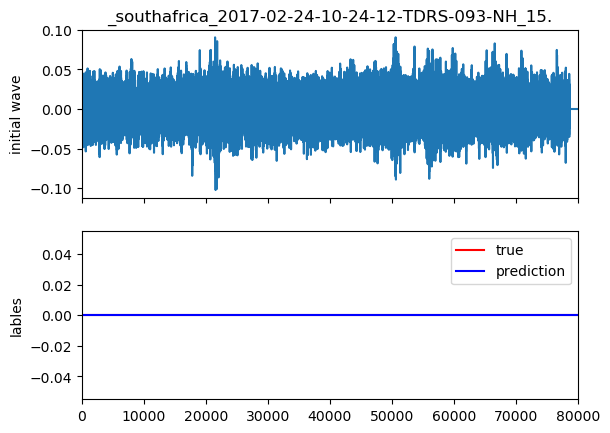 _southafrica_2017-02-24-10-24-12-TDRS-093-NH_15.
0.10
0.05
0.00
−0.05
−0.10
initial wave
0.04
0.02
0.00
−0.02
−0.04
lables
true
prediction
0 10000 20000 30000 40000 50000 60000 70000 80000